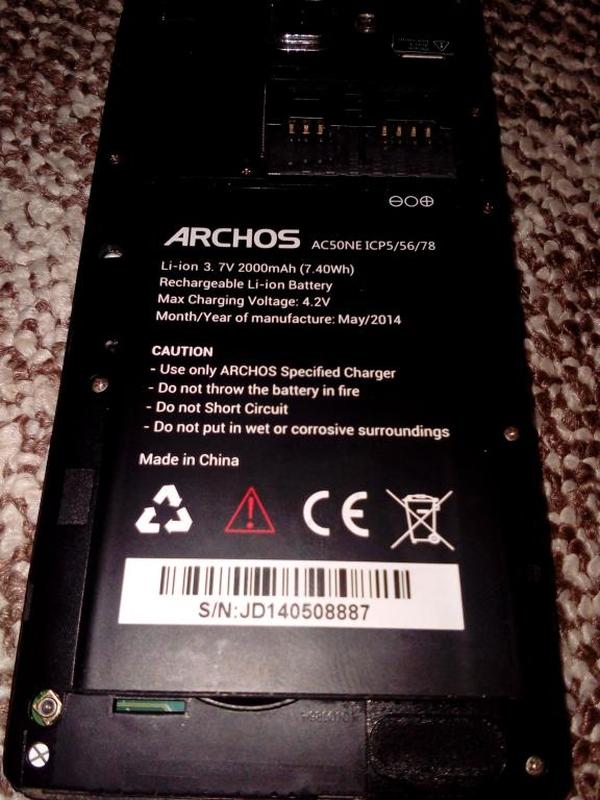 ARCHOS AC50NE ICP5/56/78
Li-ion 3. 7V 2000mAh (7.40Wh)
Rechargeable Li-ion Battery
Max Charging Voltage: 4.2V
Month/Year of manufacture: May/2014
CAUTION
- Use only ARCHOS Specified Charger
- Do not throw the battery in fire
- Do not Short Circuit
- Do not put in wet or corrosive surroundings
Made in China
CE
S/N:JD140508887